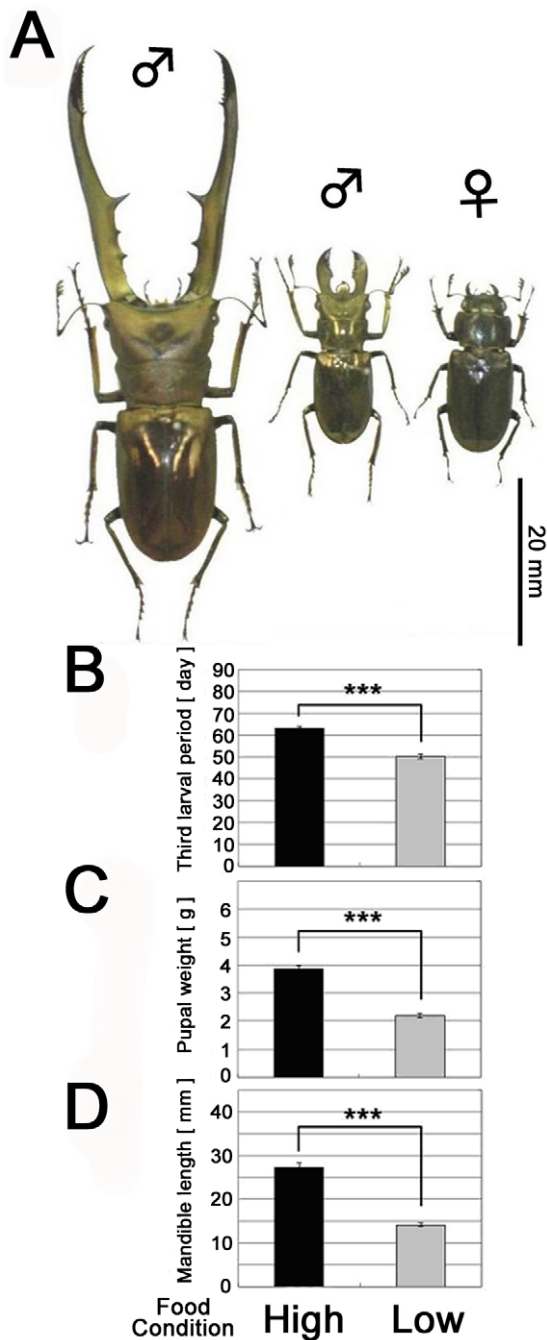 A
♂
♂
♀
20 mm
B
Third larval period [ day ]
90
80
70
60
50
40
30
20
10
0
***
C
Pupal weight [ g ]
6
5
4
3
2
1
0
***
D
Mandible length [ mm ]
40
30
20
10
0
***
Food
Condition
High
Low